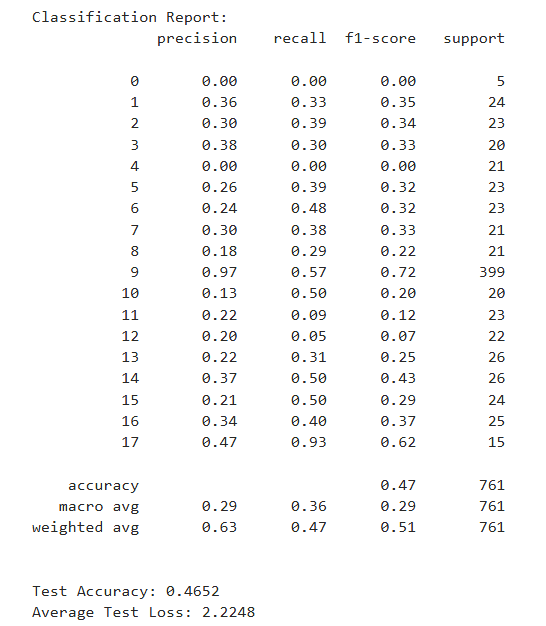 Classification Report:
precision recall f1-score support
0 0.00 0.00 0.00 5
1 0.36 0.33 0.35 24
2 0.30 0.39 0.34 23
3 0.38 0.30 0.33 20
4 0.00 0.00 0.00 21
5 0.26 0.39 0.32 23
6 0.24 0.48 0.32 23
7 0.30 0.38 0.33 21
8 0.18 0.29 0.22 21
9 0.97 0.57 0.72 399
10 0.13 0.50 0.20 20
11 0.22 0.09 0.12 23
12 0.20 0.05 0.07 22
13 0.22 0.31 0.25 26
14 0.37 0.50 0.43 26
15 0.21 0.50 0.29 24
16 0.34 0.40 0.37 25
17 0.47 0.93 0.62 15
accuracy 0.47 761
macro avg 0.29 0.36 0.29 761
weighted avg 0.63 0.47 0.51 761
Test Accuracy: 0.4652
Average Test Loss: 2.2248